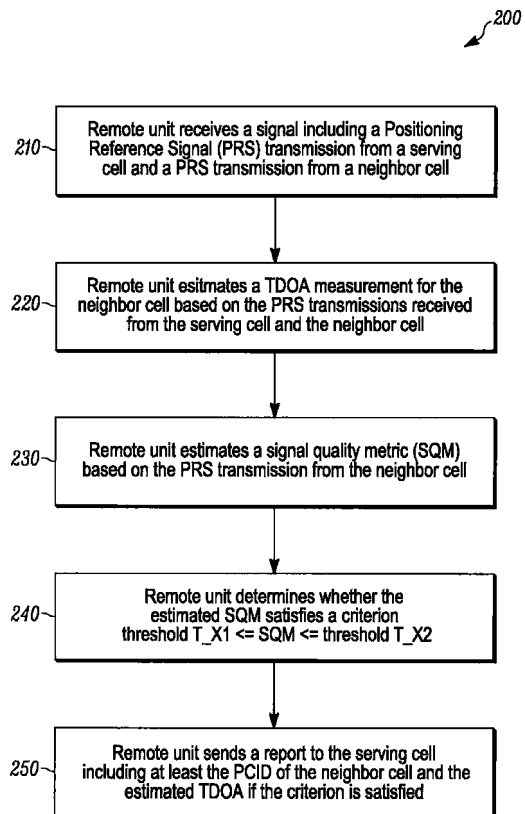 200
210
Remote unit receives a signal including a Positioning
Reference Signal (PRS) transmission from a serving
cell and a PRS transmission from a neighbor cell
220
Remote unit esitmates a TDOA measurement for the
neighbor cell based on the PRS transmissions received
from the serving cell and the neighbor cell
230
Remote unit estimates a signal quality metric (SQM)
based on the PRS transmission from the neighbor cell
240
Remote unit determines whether the
estimated SQM satisfies a criterion
threshold T_X1 <= SQM <= threshold T_X2
250
Remote unit sends a report to the serving cell
including at least the PCID of the neighbor cell and the
estimated TDOA if the criterion is satisfied